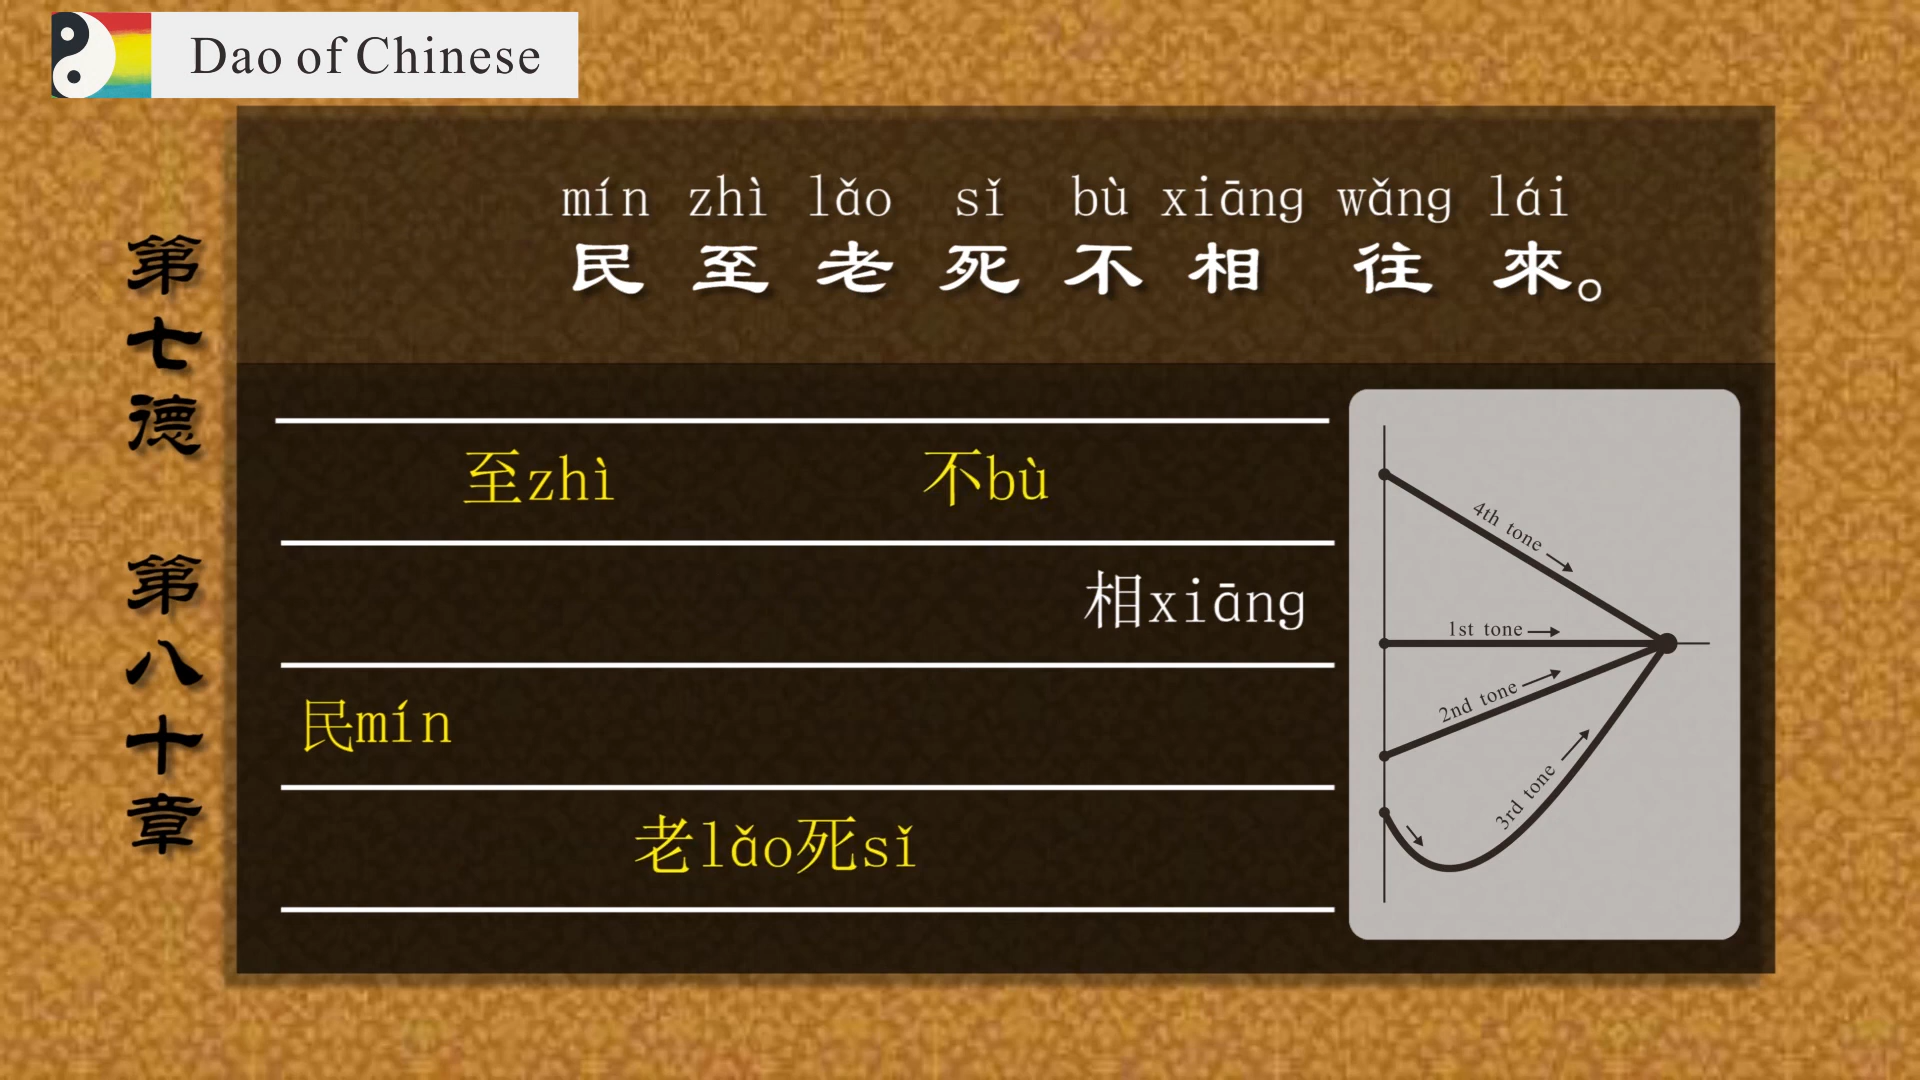 Dao of Chinese
第七德 第八十章
mín zhì lǎo sǐ bù xiāng wǎng lái
民至老死不相往來。
至zhì 不bù
相xiāng
民mín
老lǎo死sǐ
4th tone
1st tone
2nd tone
3rd tone